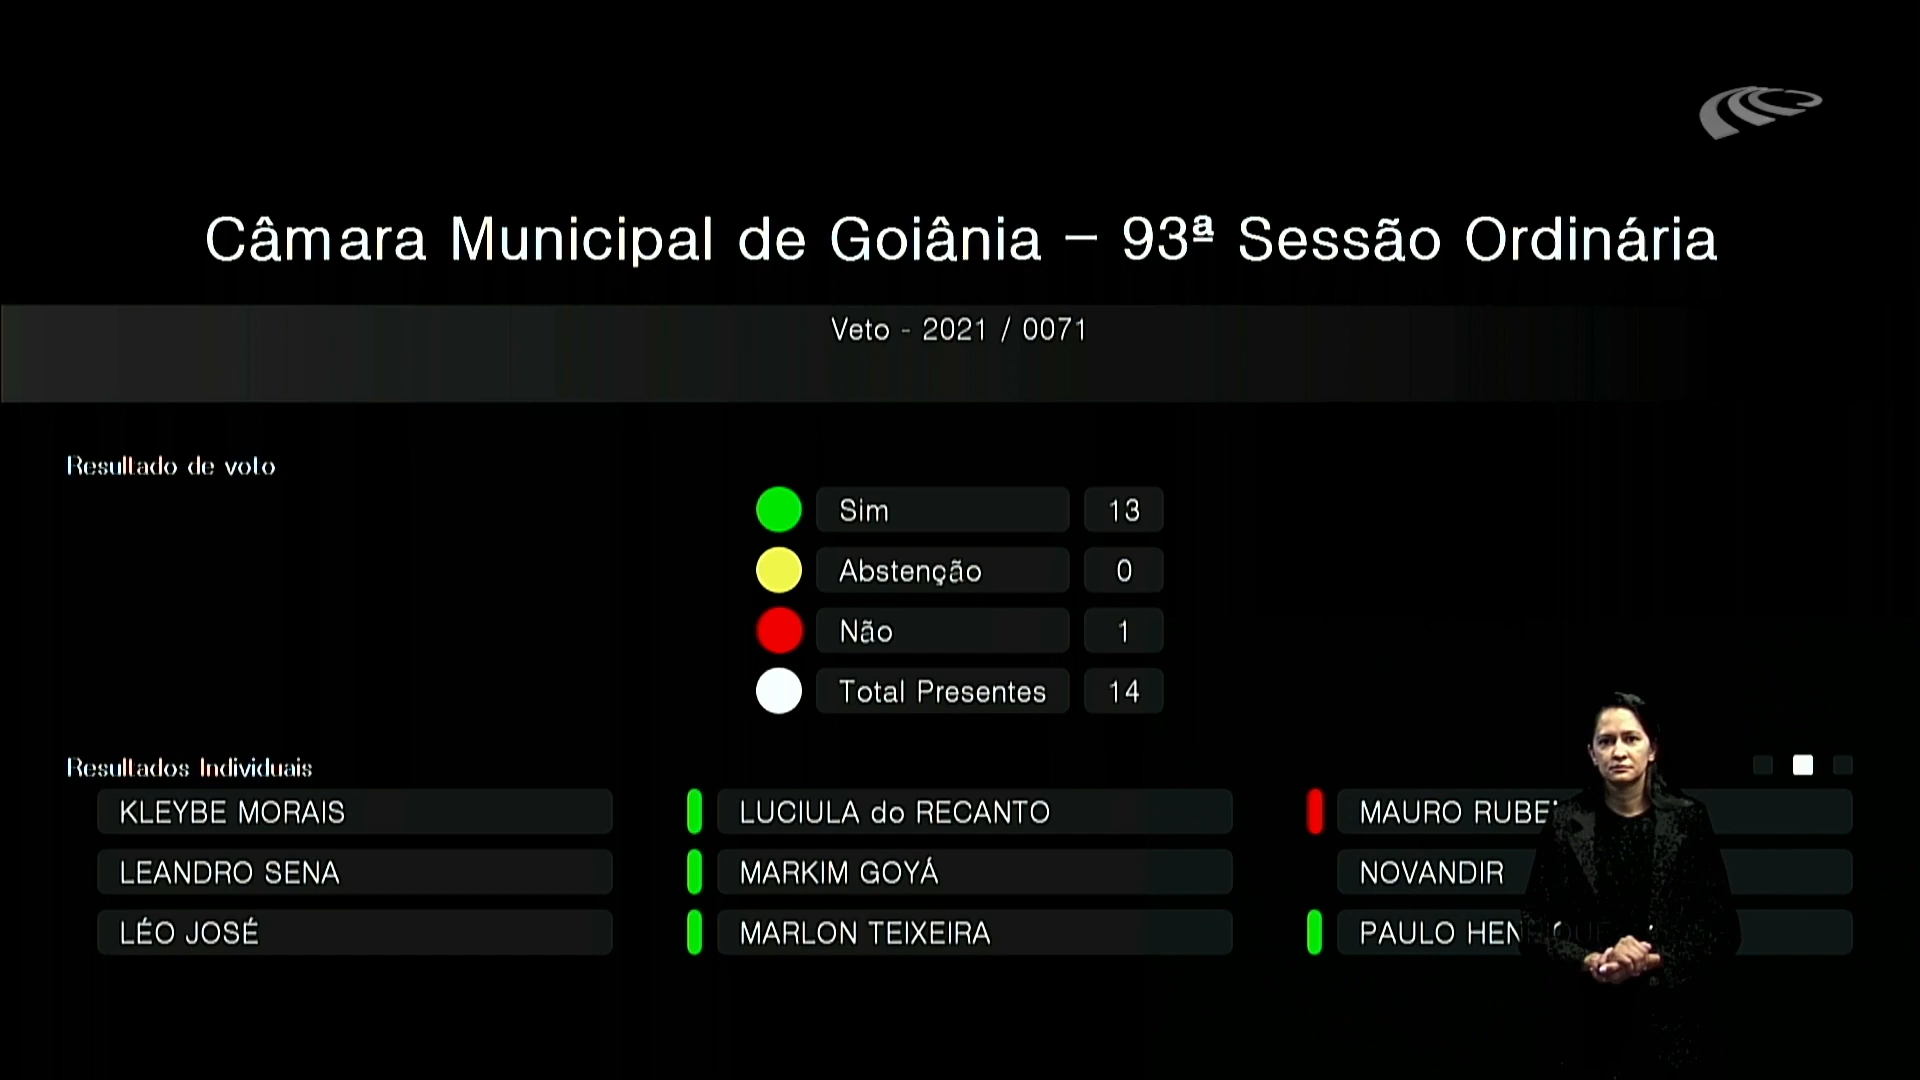 Câmara Municipal de Goiânia – 93ª Sessão Ordinária
Veto - 2021 / 0071
Resultado de voto
Sim 13
Abstenção 0
Não 1
Total Presentes 14
Resultados Individuais
KLEYBE MORAIS LUCIULA do RECANTO MAURO
LEANDRO SENA MARKIM GOYÁ NOVANDIR
LÉO JOSÉ MARLON TEIXEIRA PAULO